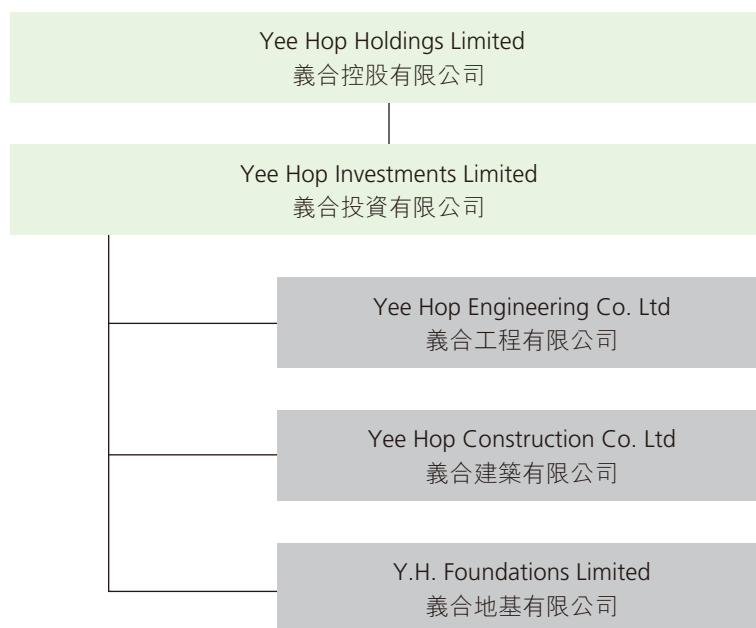 Yee Hop Holdings Limited
義合控股有限公司
Yee Hop Investments Limited
義合投資有限公司
Yee Hop Engineering Co. Ltd
義合工程有限公司
Yee Hop Construction Co. Ltd
義合建築有限公司
Y.H. Foundations Limited
義合地基有限公司